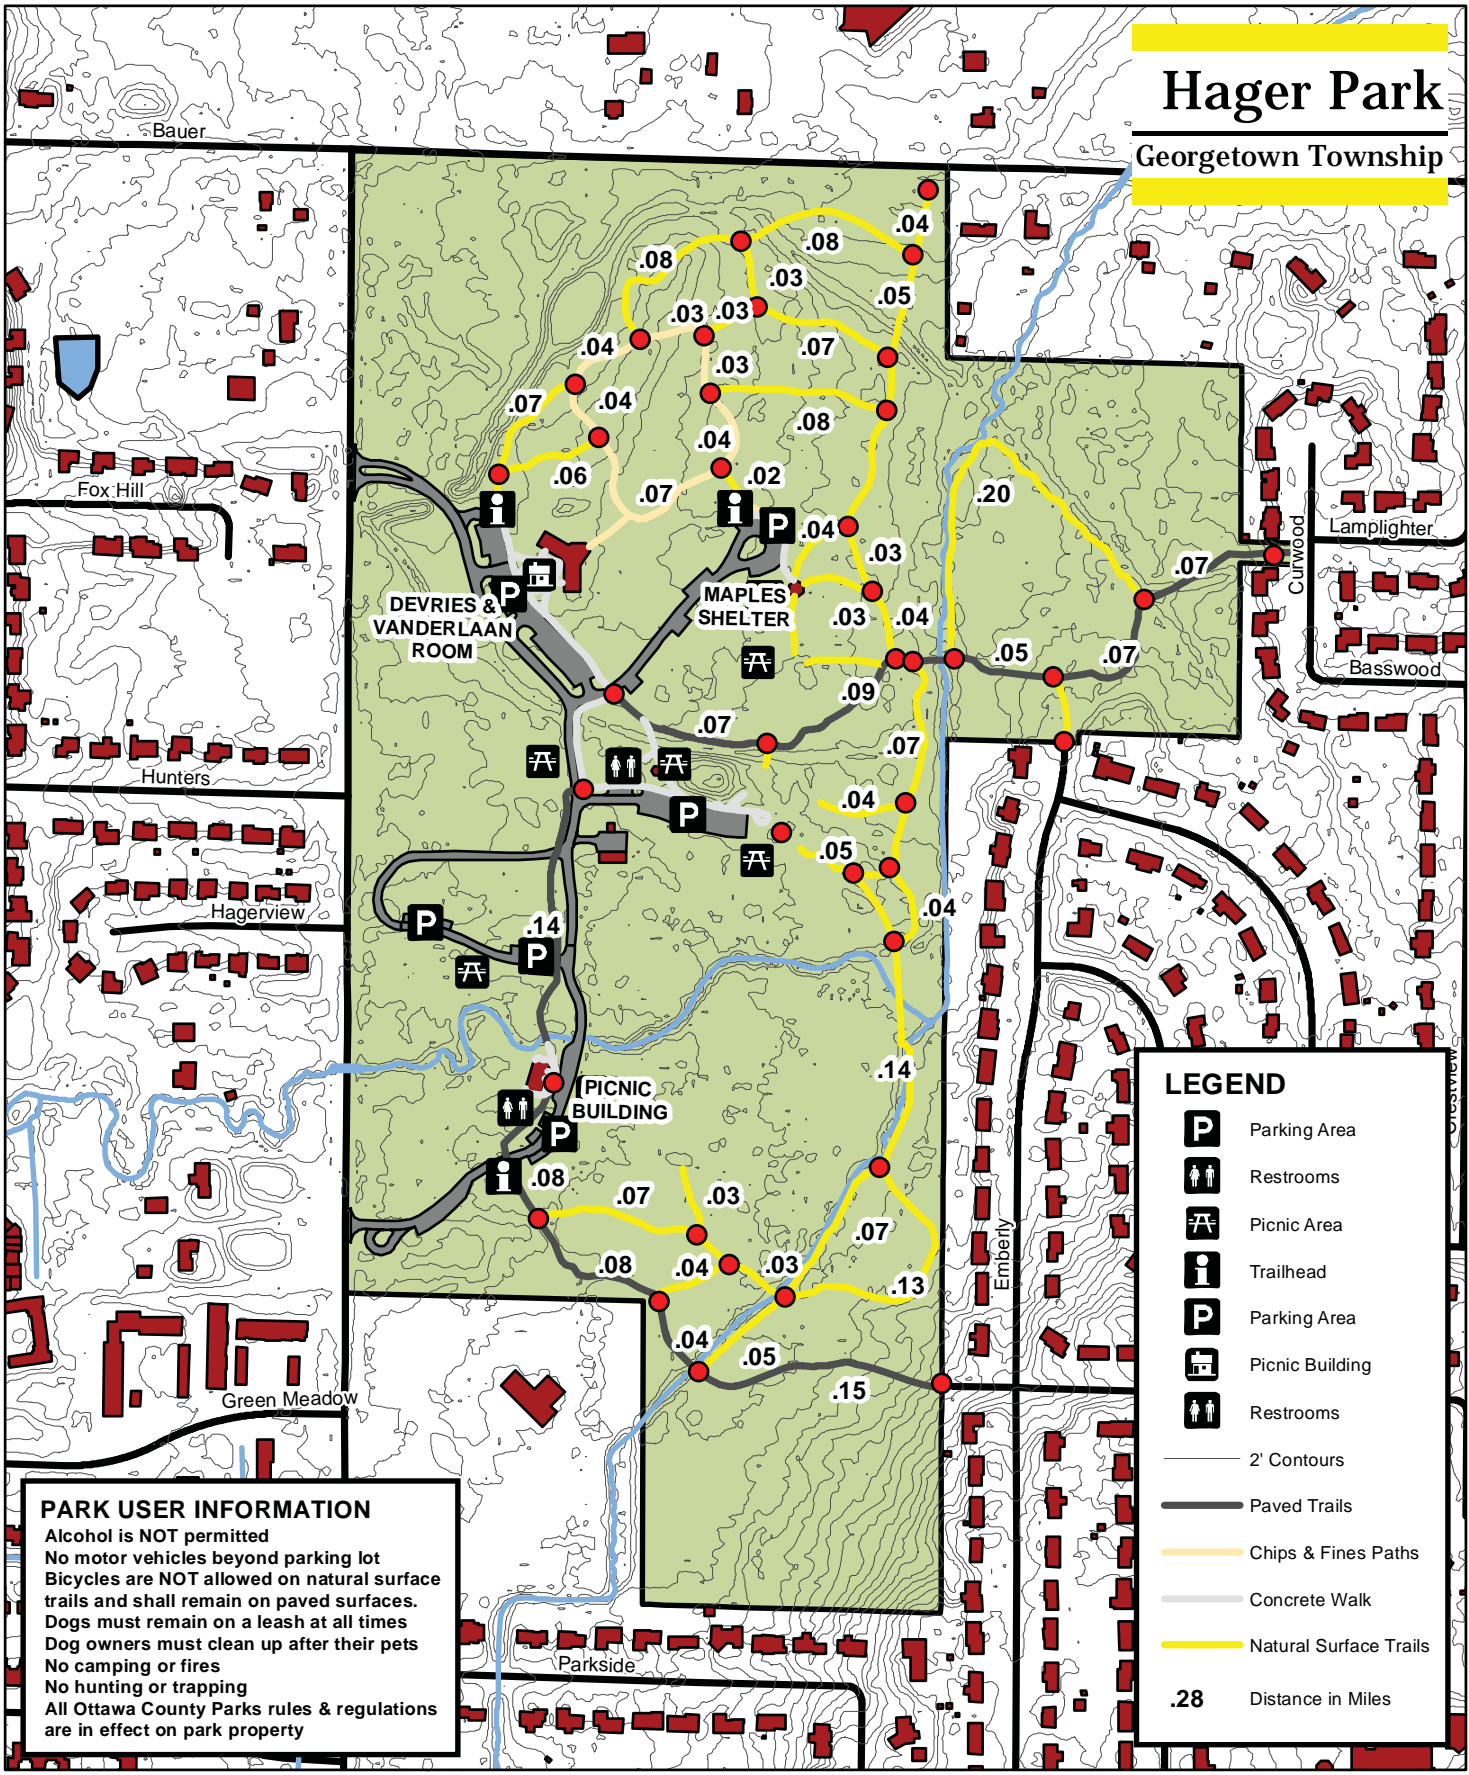 Hager Park
Georgetown Township
Bauer
.04
.08
.08
.03
.05
.03
.03
.04
.07
.03
.07
.04
.08
.04
.06
.02
.07
.20
Fox Hill
Lamplighter
Curwood
.04
.03
.07
P
P
MAPLES
SHELTER
DEVRIES &
VANDERLAAN
ROOM
.03
.04
.05
.07
Basswood
.09
.07
.07
Hunters
P
.04
.05
Hagerview
P
.14
P
.04
.14
PICNIC
BUILDING
P
.08
.07
.03
.07
.08
.04
.03
.13
.04
.05
.15
Emberly
Crestview
Green Meadow
Parkside
PARK USER INFORMATION
Alcohol is NOT permitted
No motor vehicles beyond parking lot
Bicycles are NOT allowed on natural surface
trails and shall remain on paved surfaces.
Dogs must remain on a leash at all times
Dog owners must clean up after their pets
No camping or fires
No hunting or trapping
All Ottawa County Parks rules & regulations
are in effect on park property
LEGEND
P Parking Area
Restrooms
Picnic Area
i Trailhead
P Parking Area
Picnic Building
Restrooms
2' Contours
Paved Trails
Chips & Fines Paths
Concrete Walk
Natural Surface Trails
.28 Distance in Miles